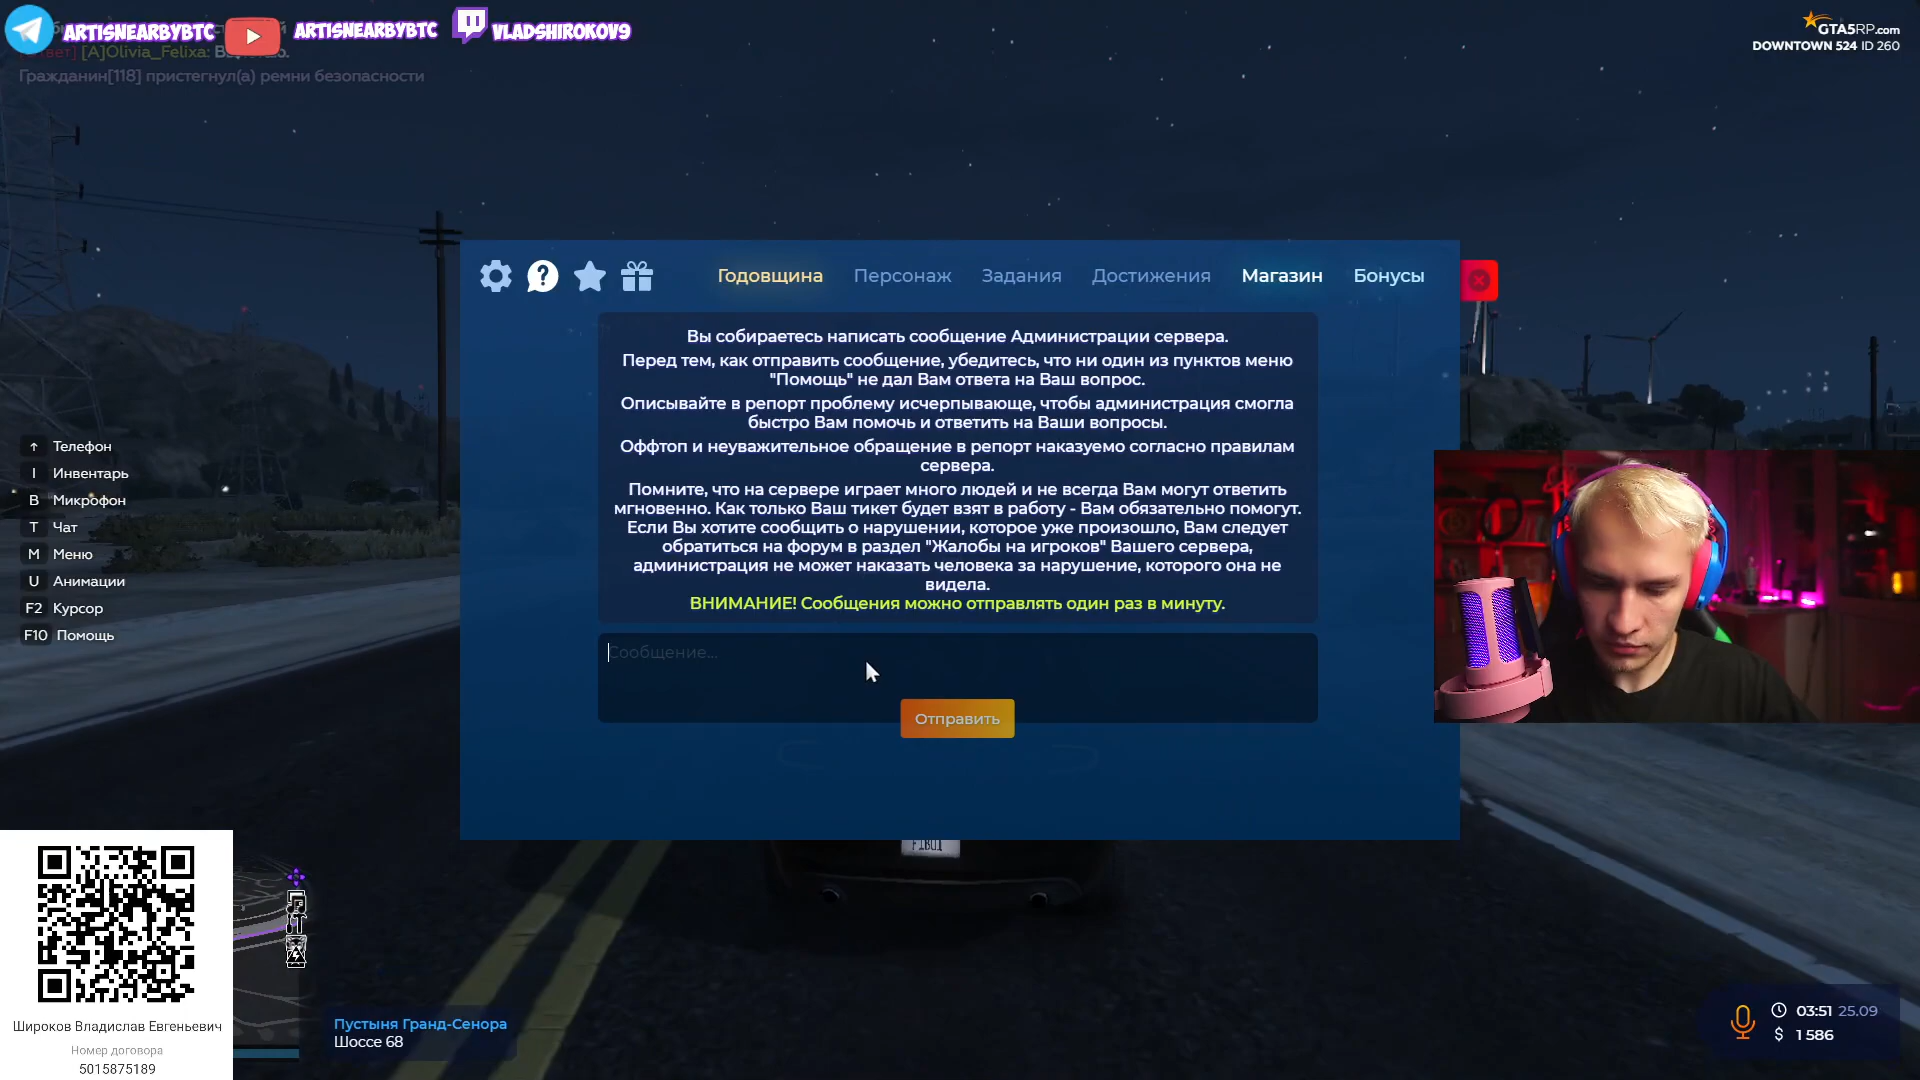 ARTISNEARBYBTC
ARTISNEARBYBTC
VLADSHIROKOV9
[A]Olivia_Felixa:
Гражданин[118] пристегнул(а) ремни безопасности
GTA5RP.com
DOWNTOWN 524 ID 260
Годовщина
Персонаж
Задания
Достижения
Магазин
Бонусы
Вы собираетесь написать сообщение Администрации сервера.
Перед тем, как отправить сообщение, убедитесь, что ни один из пунктов меню
"Помощь" не дал Вам ответа на Ваш вопрос.
Описывайте в репорт проблему исчерпывающе, чтобы администрация смогла
быстро Вам помочь и ответить на Ваши вопросы.
Оффтоп и неуважительное обращение в репорт наказуемо согласно правилам
сервера.
Помните, что на сервере играет много людей и не всегда Вам могут ответить
мгновенно. Как только Ваш тикет будет взят в работу - Вам обязательно помогут.
Если Вы хотите сообщить о нарушении, которое уже произошло, Вам следует
обратиться на форум в раздел "Жалобы на игроков" Вашего сервера,
администрация не может наказать человека за нарушение, которого она не
видела.
ВНИМАНИЕ! Сообщения можно отправлять один раз в минуту.
Сообщение...
Отправить
↑ Телефон
I Инвентарь
B Микрофон
T Чат
M Меню
U Анимации
F2 Курсор
F10 Помощь
Широков Владислав Евгеньевич
Номер договора
5015875189
Пустыня Гранд-Сенора
Шоссе 68
03:51 25.09
$ 1 586